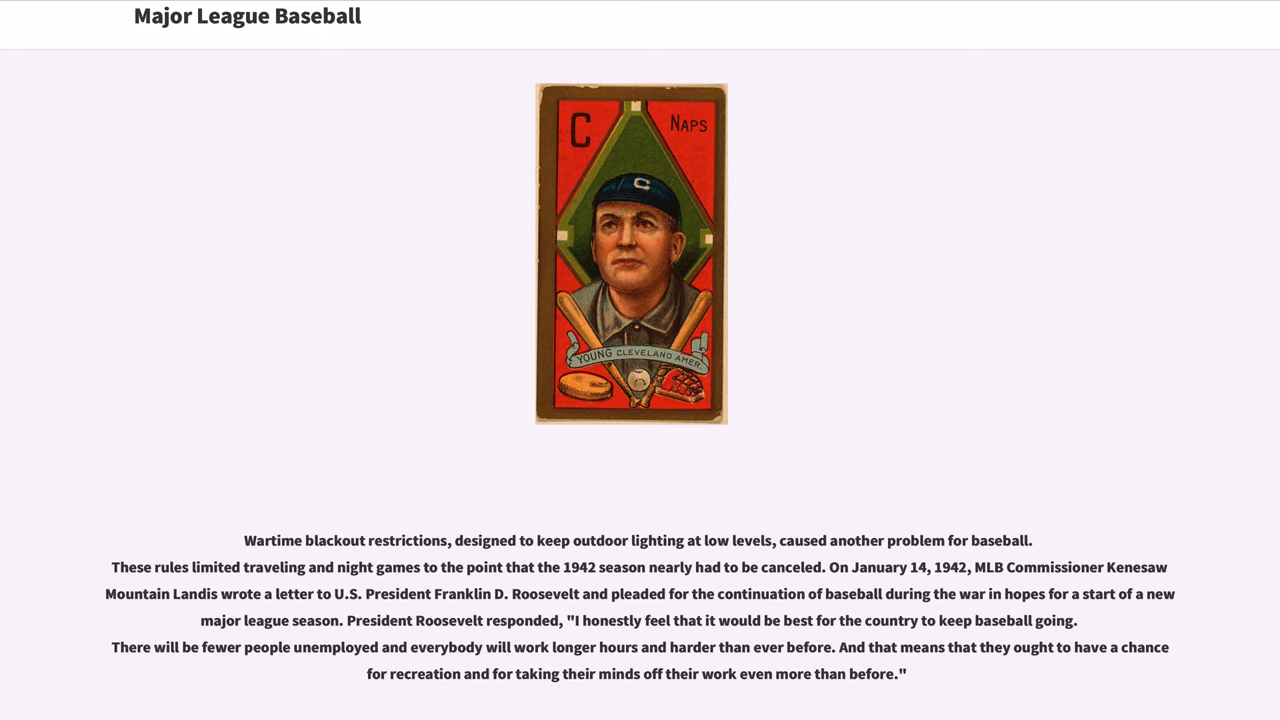 Major League Baseball
C
NAPS
C
YOUNG CLEVELAND AMER.
Wartime blackout restrictions, designed to keep outdoor lighting at low levels, caused another problem for baseball.
These rules limited traveling and night games to the point that the 1942 season nearly had to be canceled. On January 14, 1942, MLB Commissioner Kenesaw
Mountain Landis wrote a letter to U.S. President Franklin D. Roosevelt and pleaded for the continuation of baseball during the war in hopes for a start of a new
major league season. President Roosevelt responded, "I honestly feel that it would be best for the country to keep baseball going.
There will be fewer people unemployed and everybody will work longer hours and harder than ever before. And that means that they ought to have a chance
for recreation and for taking their minds off their work even more than before."